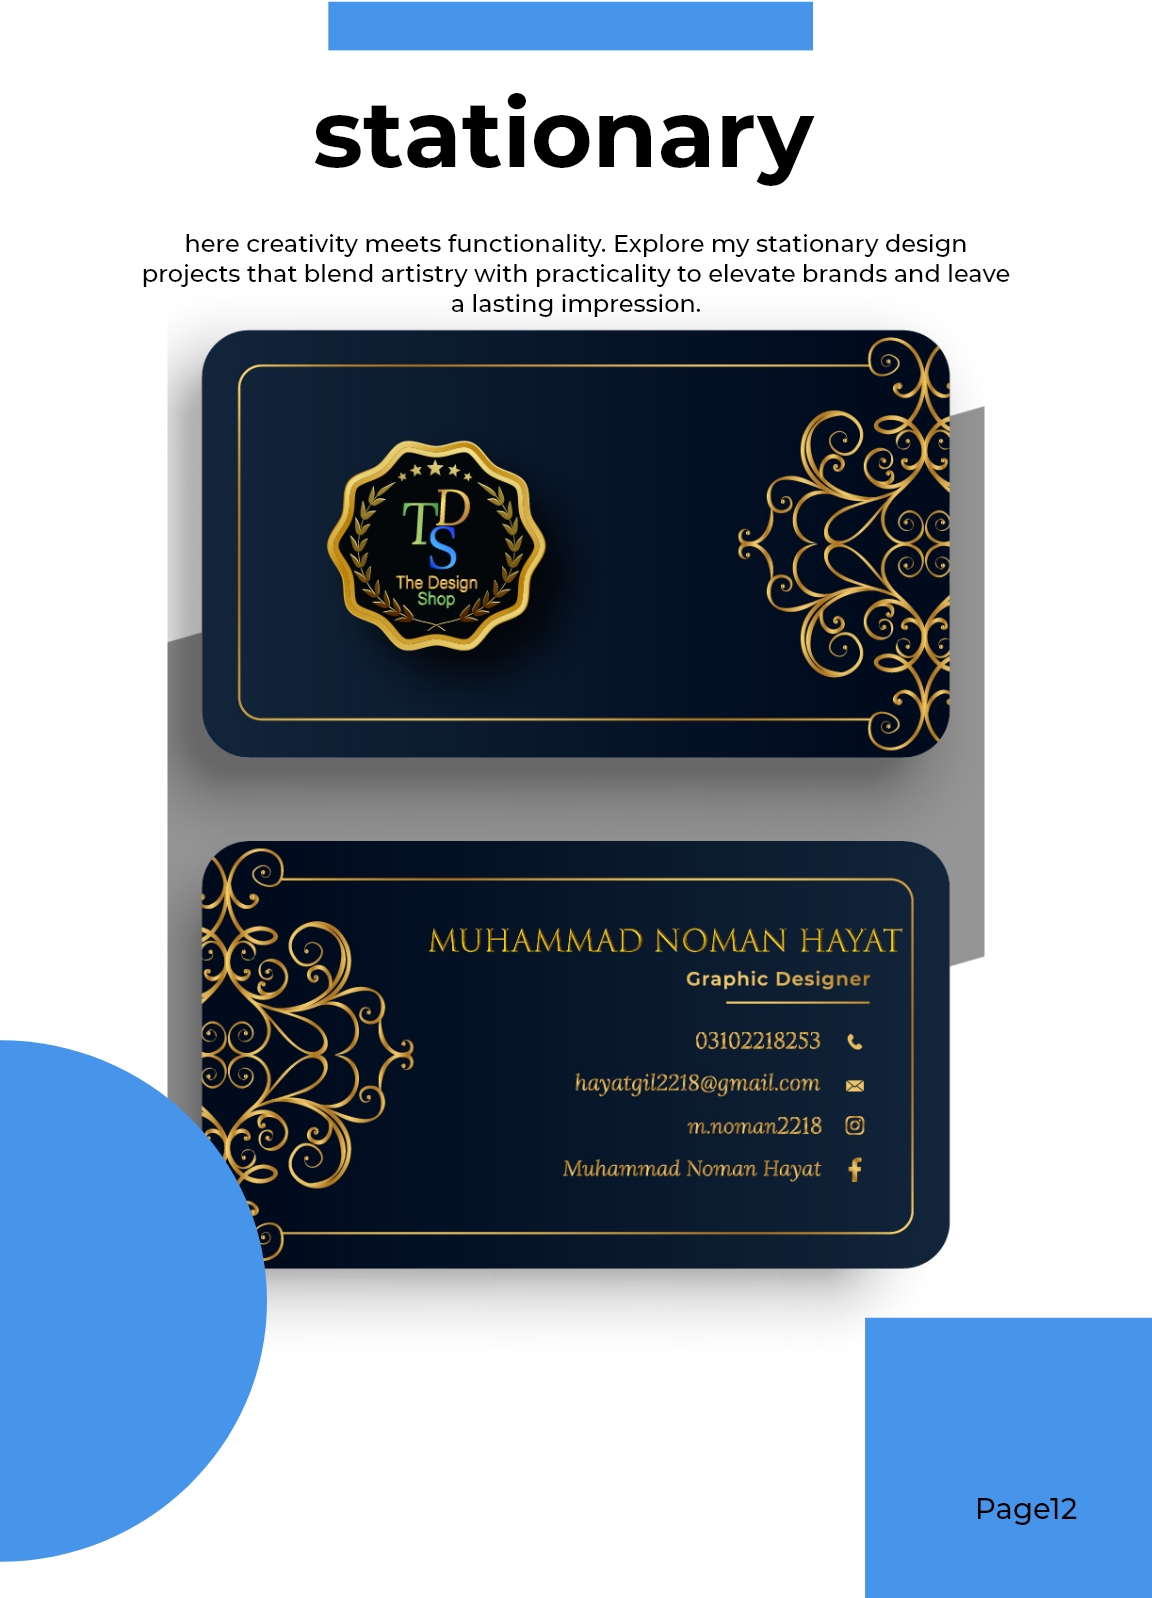 stationary
here creativity meets functionality. Explore my stationary design
projects that blend artistry with practicality to elevate brands and leave
a lasting impression.
TDS
The Design
Shop
MUHAMMAD NOMAN HAYAT
Graphic Designer
03102218253
hayatgil2218@gmail.com
m.noman2218
Muhammad Noman Hayat
Page12